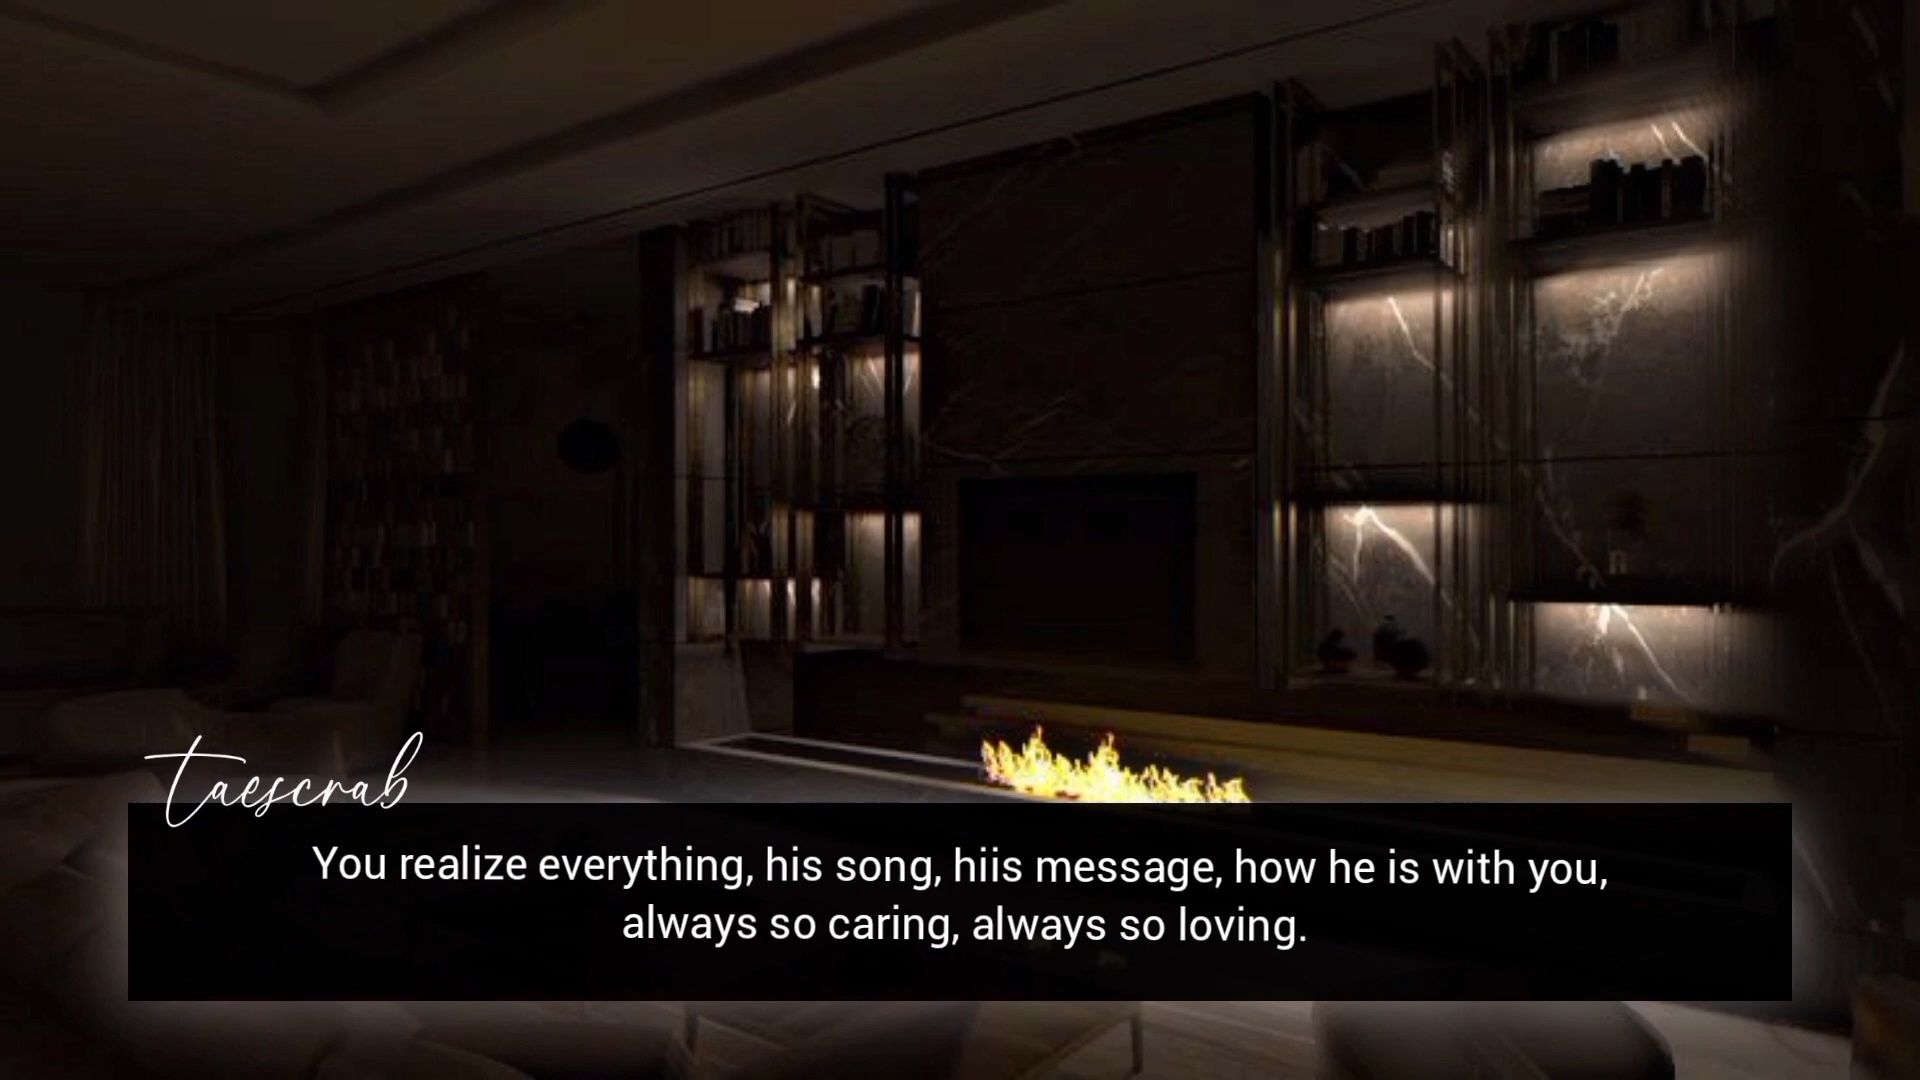 taescrab
You realize everything, his song, hiis message, how he is with you,
always so caring, always so loving.